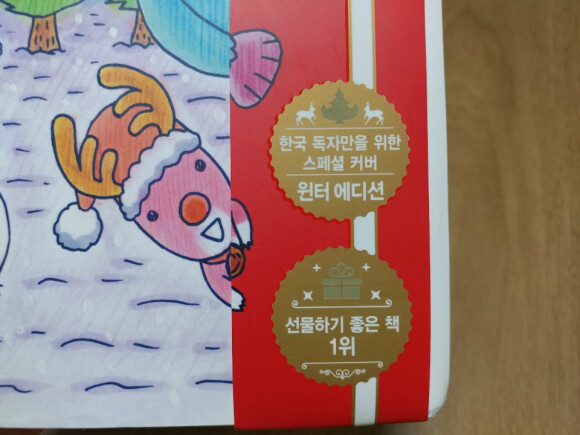 한국 독자만을 위한
스페셜 커버
윈터 에디션
선물하기 좋은 책
1위